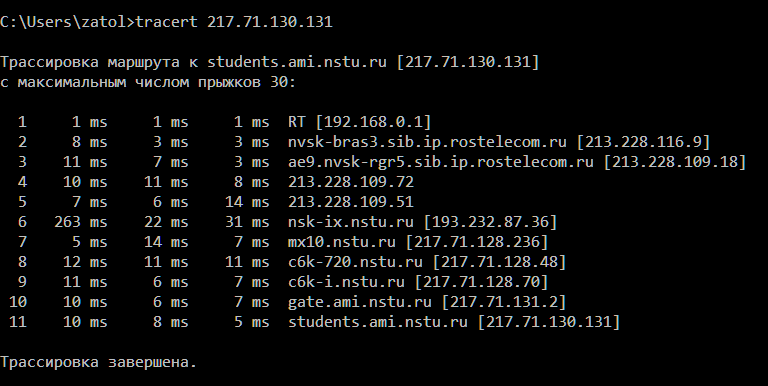 C:\Users\zatol>tracert 217.71.130.131
Трассировка маршрута к students.ami.nstu.ru [217.71.130.131]
с максимальным числом прыжков 30:
1 1 ms 1 ms 1 ms RT [192.168.0.1]
2 8 ms 3 ms 3 ms nvsk-bras3.sib.ip.rostelecom.ru [213.228.116.9]
3 11 ms 7 ms 3 ms ae9.nvsk-rgr5.sib.ip.rostelecom.ru [213.228.109.18]
4 10 ms 11 ms 8 ms 213.228.109.72
5 7 ms 6 ms 14 ms 213.228.109.51
6 263 ms 22 ms 31 ms nsk-ix.nstu.ru [193.232.87.36]
7 5 ms 14 ms 7 ms mx10.nstu.ru [217.71.128.236]
8 12 ms 11 ms 11 ms c6k-720.nstu.ru [217.71.128.48]
9 11 ms 6 ms 7 ms c6k-i.nstu.ru [217.71.128.70]
10 10 ms 6 ms 7 ms gate.ami.nstu.ru [217.71.131.2]
11 10 ms 8 ms 5 ms students.ami.nstu.ru [217.71.130.131]
Трассировка завершена.